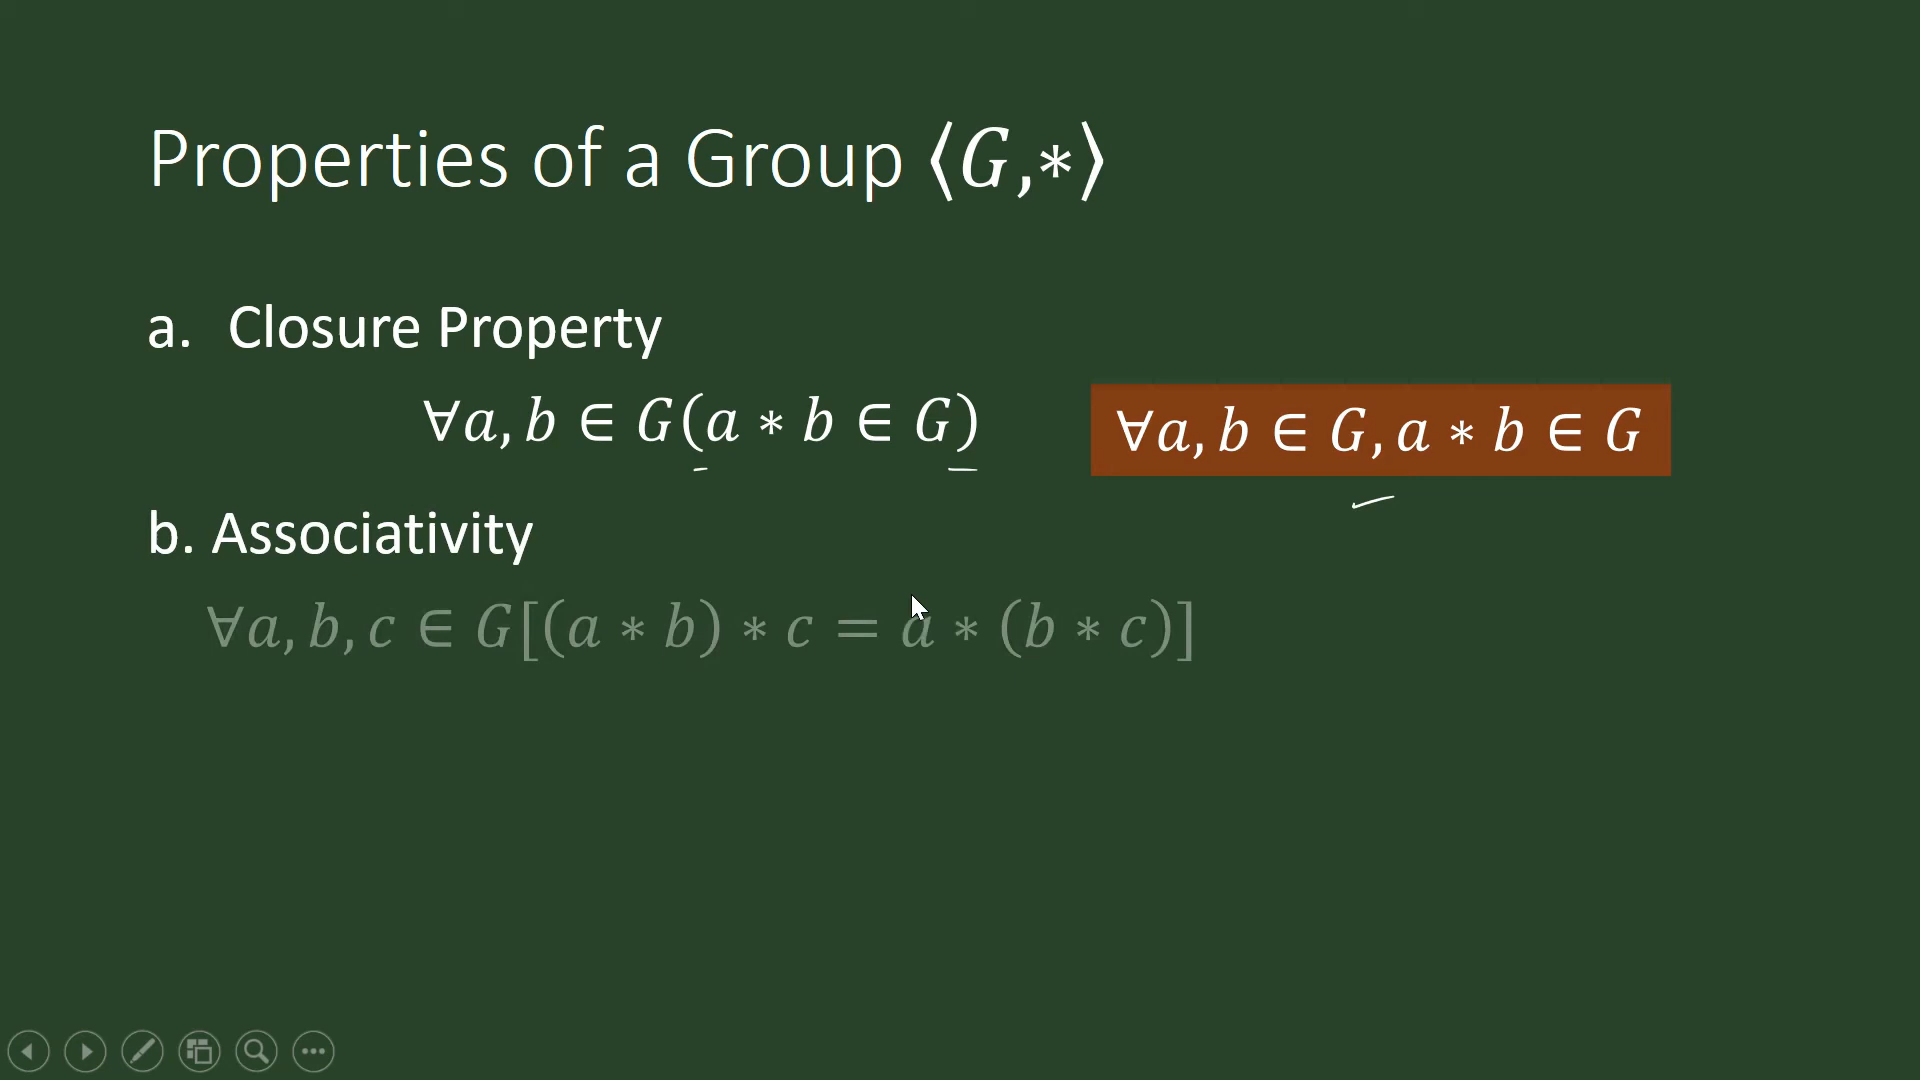 Properties of a Group ⟨G,∗⟩
a. Closure Property
∀a, b ∈ G(a ∗ b ∈ G)
∀a, b ∈ G, a ∗ b ∈ G
b. Associativity
∀a, b, c ∈ G[(a ∗ b) ∗ c = a ∗ (b ∗ c)]